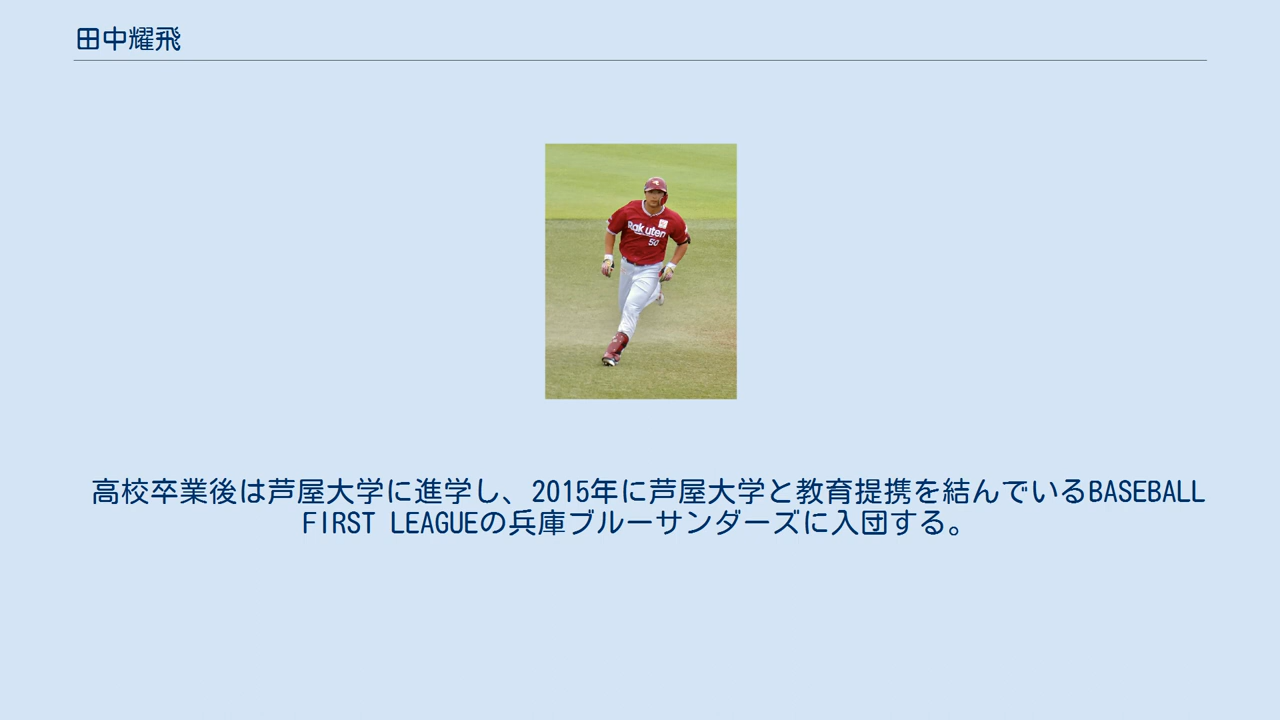 田中耀飛
Rakuten
50
高校卒業後は芦屋大学に進学し、2015年に芦屋大学と教育提携を結んでいるBASEBALL
FIRST LEAGUEの兵庫ブルーサンダーズに入団する。